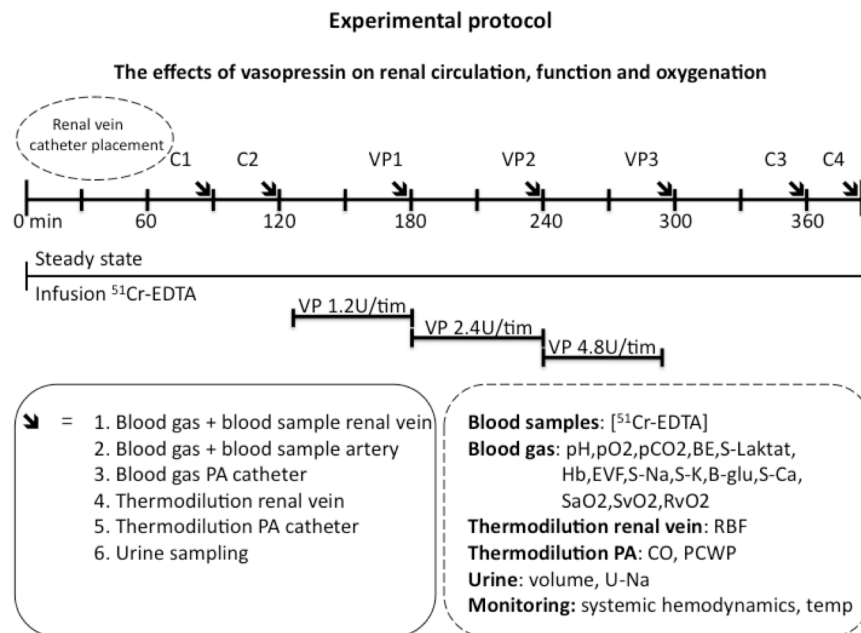 Experimental protocol
The effects of vasopressin on renal circulation, function and oxygenation
Renal vein
catheter placement
C1 C2 VP1 VP2 VP3 C3 C4
0 min 60 120 180 240 300 360
Steady state
Infusion ⁵¹Cr-EDTA
VP 1.2U/tim
VP 2.4U/tim
VP 4.8U/tim
= 1. Blood gas + blood sample renal vein
2. Blood gas + blood sample artery
3. Blood gas PA catheter
4. Thermodilution renal vein
5. Thermodilution PA catheter
6. Urine sampling
Blood samples: [⁵¹Cr-EDTA]
Blood gas: pH,pO2,pCO2,BE,S-Laktat,
Hb,EVF,S-Na,S-K,B-glu,S-Ca,
SaO2,SvO2,RvO2
Thermodilution renal vein: RBF
Thermodilution PA: CO, PCWP
Urine: volume, U-Na
Monitoring: systemic hemodynamics, temp